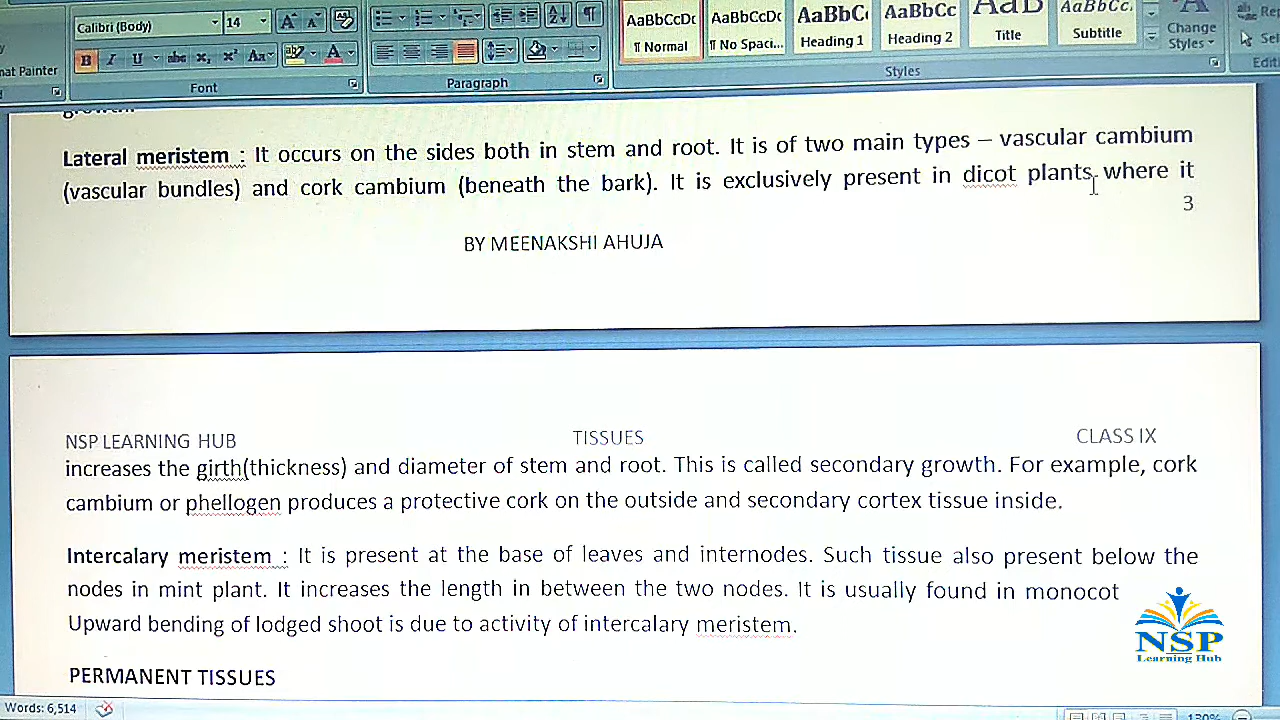 Calibri (Body) 14
AaBbCcDc AaBbCcDc AaBbC AaBbCc AaB AaBbCc.
¶ Normal ¶ No Spaci... Heading 1 Heading 2 Title Subtitle Change Styles
mat Painter
Font Paragraph Styles
Lateral meristem : It occurs on the sides both in stem and root. It is of two main types – vascular cambium
(vascular bundles) and cork cambium (beneath the bark). It is exclusively present in dicot plants where it
3
BY MEENAKSHI AHUJA
NSP LEARNING HUB TISSUES CLASS IX
increases the girth(thickness) and diameter of stem and root. This is called secondary growth. For example, cork
cambium or phellogen produces a protective cork on the outside and secondary cortex tissue inside.
Intercalary meristem : It is present at the base of leaves and internodes. Such tissue also present below the
nodes in mint plant. It increases the length in between the two nodes. It is usually found in monocot
Upward bending of lodged shoot is due to activity of intercalary meristem.
NSP
Learning Hub
PERMANENT TISSUES
Words: 6,514
130%